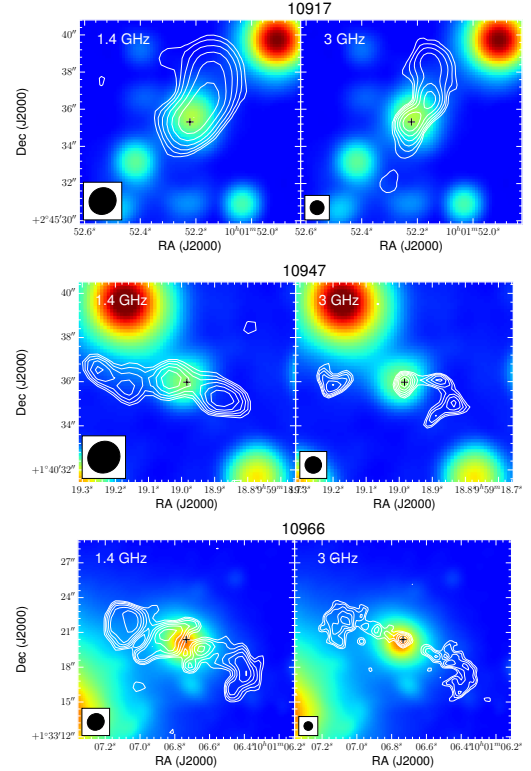 10917
1.4 GHz
3 GHz
40″
38″
36″
34″
32″
+2°45′30″
Dec (J2000)
52.6ˢ 52.4ˢ 52.2ˢ 10ʰ01ᵐ52.0ˢ
52.6ˢ 52.4ˢ 52.2ˢ 10ʰ01ᵐ52.0ˢ
RA (J2000)
RA (J2000)
10947
1.4 GHz
3 GHz
40″
38″
36″
34″
+1°40′32″
Dec (J2000)
19.3ˢ 19.2ˢ 19.1ˢ 19.0ˢ 18.9ˢ
19.3ˢ 19.2ˢ 19.1ˢ 19.0ˢ 18.9ˢ
RA (J2000)
RA (J2000)
10966
1.4 GHz
3 GHz
27″
24″
21″
18″
15″
+1°33′12″
Dec (J2000)
07.2ˢ 07.0ˢ 06.8ˢ 06.6ˢ 06.4ˢ 10ʰ01ᵐ06.2ˢ
07.2ˢ 07.0ˢ 06.8ˢ 06.6ˢ 06.4ˢ 10ʰ01ᵐ06.2ˢ
RA (J2000)
RA (J2000)